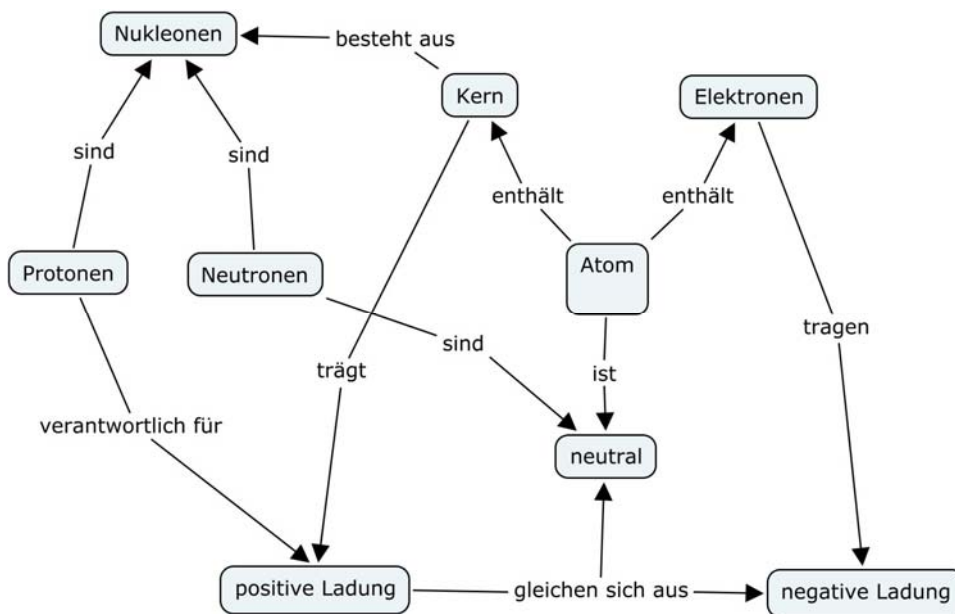 Nukleonen
besteht aus
Kern
Elektronen
sind
sind
enthält
enthält
Protonen
Neutronen
Atom
sind
trägt
ist
tragen
verantwortlich für
neutral
positive Ladung
gleichen sich aus
negative Ladung